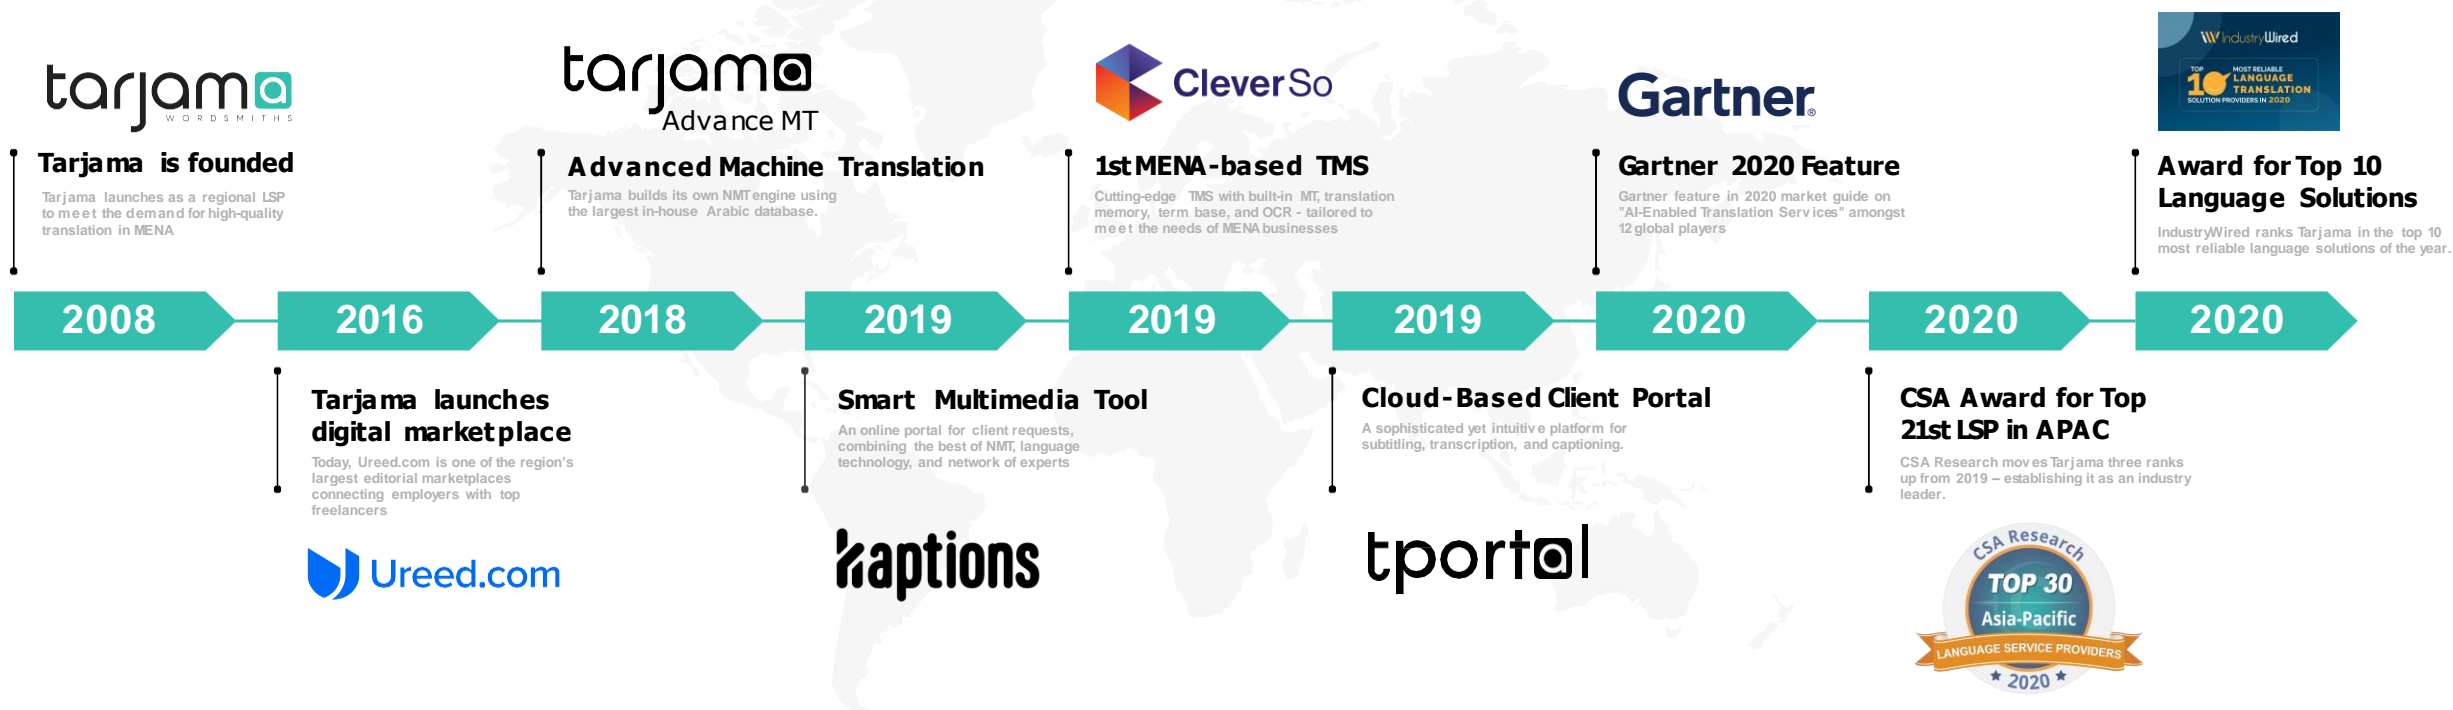 tarjama
WORDSMITHS
Tarjama is founded
Tarjama launches as a regional LSP
to meet the demand for high-quality
translation in MENA
2008
2016
Tarjama launches
digital marketplace
Today, Ureed.com is one of the region's
largest editorial marketplaces
connecting employers with top
freelancers
Ureed.com
tarjama
Advance MT
Advanced Machine Translation
Tarjama builds its own NMT engine using
the largest in-house Arabic database.
2018
2019
Smart Multimedia Tool
An online portal for client requests,
combining the best of NMT, language
technology, and network of experts
kaptions
CleverSo
1st MENA-based TMS
Cutting-edge TMS with built-in MT, translation
memory, term base, and OCR - tailored to
meet the needs of MENA businesses
2019
2019
Cloud-Based Client Portal
A sophisticated yet intuitive platform for
subtitling, transcription, and captioning.
tportal
Gartner®
Gartner 2020 Feature
Gartner feature in 2020 market guide on
"AI-Enabled Translation Services" amongst
12 global players
2020
2020
CSA Award for Top
21st LSP in APAC
CSA Research moves Tarjama three ranks
up from 2019 – establishing it as an industry
leader.
CSA Research
TOP 30
Asia-Pacific
LANGUAGE SERVICE PROVIDERS
2020
IndustryWired
TOP
10
MOST RELIABLE
LANGUAGE
TRANSLATION
SOLUTION PROVIDERS IN 2020
Award for Top 10
Language Solutions
IndustryWired ranks Tarjama in the top 10
most reliable language solutions of the year.
2020